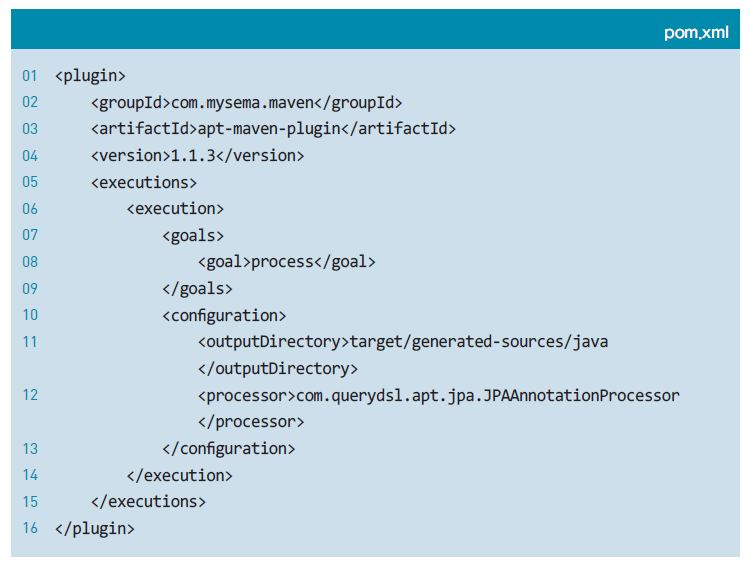 pom.xml
01 <plugin>
02     <groupId>com.mysema.maven</groupId>
03     <artifactId>apt-maven-plugin</artifactId>
04     <version>1.1.3</version>
05     <executions>
06         <execution>
07             <goals>
08                 <goal>process</goal>
09             </goals>
10             <configuration>
11                 <outputDirectory>target/generated-sources/java
                </outputDirectory>
12                 <processor>com.querydsl.apt.jpa.JPAAnnotationProcessor
                </processor>
13             </configuration>
14         </execution>
15     </executions>
16 </plugin>